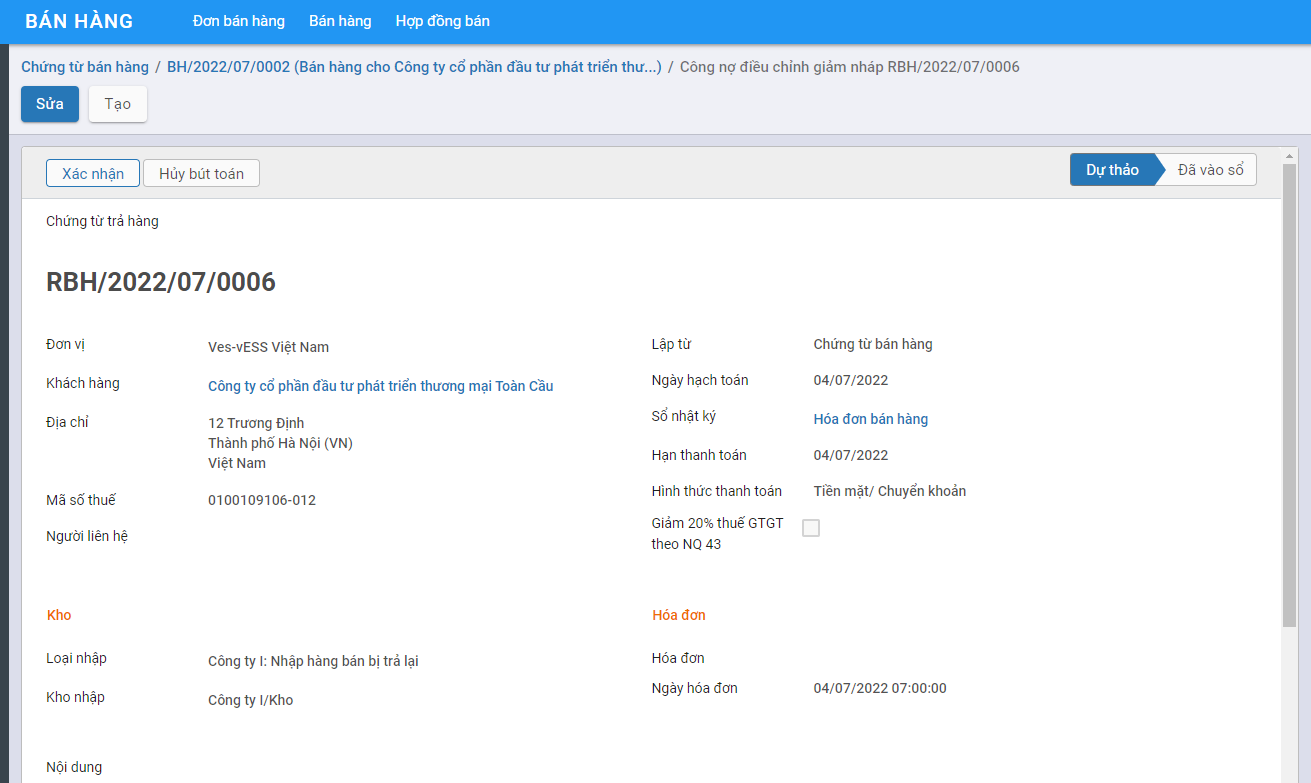 BÁN HÀNG Đơn bán hàng Bán hàng Hợp đồng bán
Chứng từ bán hàng / BH/2022/07/0002 (Bán hàng cho Công ty cổ phần đầu tư phát triển thư...) / Công nợ điều chỉnh giảm nháp RBH/2022/07/0006
Sửa Tạo
Xác nhận Hủy bút toán Dự thảo Đã vào sổ
Chứng từ trả hàng
RBH/2022/07/0006
Đơn vị Ves-vESS Việt Nam
Khách hàng Công ty cổ phần đầu tư phát triển thương mại Toàn Cầu
Địa chỉ 12 Trương Định
Thành phố Hà Nội (VN)
Việt Nam
Mã số thuế 0100109106-012
Người liên hệ
Lập từ Chứng từ bán hàng
Ngày hạch toán 04/07/2022
Sổ nhật ký Hóa đơn bán hàng
Hạn thanh toán 04/07/2022
Hình thức thanh toán Tiền mặt/ Chuyển khoản
Giảm 20% thuế GTGT
theo NQ 43
Kho
Loại nhập Công ty I: Nhập hàng bán bị trả lại
Kho nhập Công ty I/Kho
Hóa đơn
Hóa đơn
Ngày hóa đơn 04/07/2022 07:00:00
Nội dung